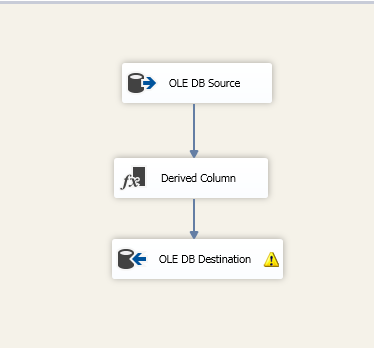 OLE DB Source
Derived Column
OLE DB Destination